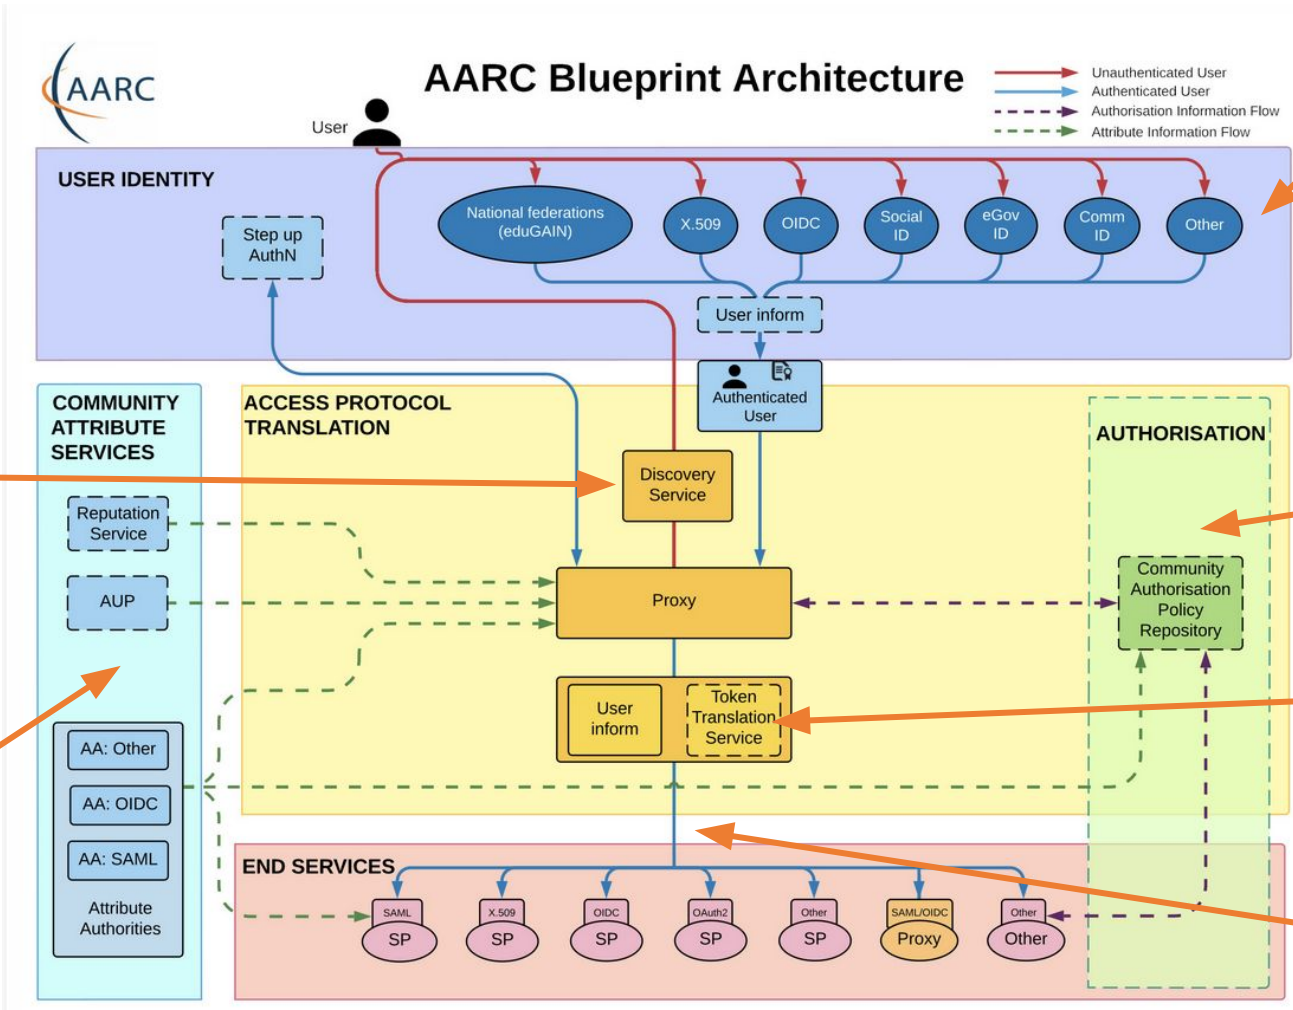 AARC
AARC Blueprint Architecture
Unauthenticated User
Authenticated User
Authorisation Information Flow
Attribute Information Flow
User
USER IDENTITY
Step up
AuthN
National federations
(eduGAIN)
X.509
OIDC
Social
ID
eGov
ID
Comm
ID
Other
User inform
Authenticated
User
COMMUNITY
ATTRIBUTE
SERVICES
Reputation
Service
AUP
AA: Other
AA: OIDC
AA: SAML
Attribute
Authorities
ACCESS PROTOCOL
TRANSLATION
Discovery
Service
Proxy
User
inform
Token
Translation
Service
AUTHORISATION
Community
Authorisation
Policy
Repository
END SERVICES
SAML
SP
X.509
SP
OIDC
SP
OAuth2
SP
Other
SP
SAML/OIDC
Proxy
Other
Other